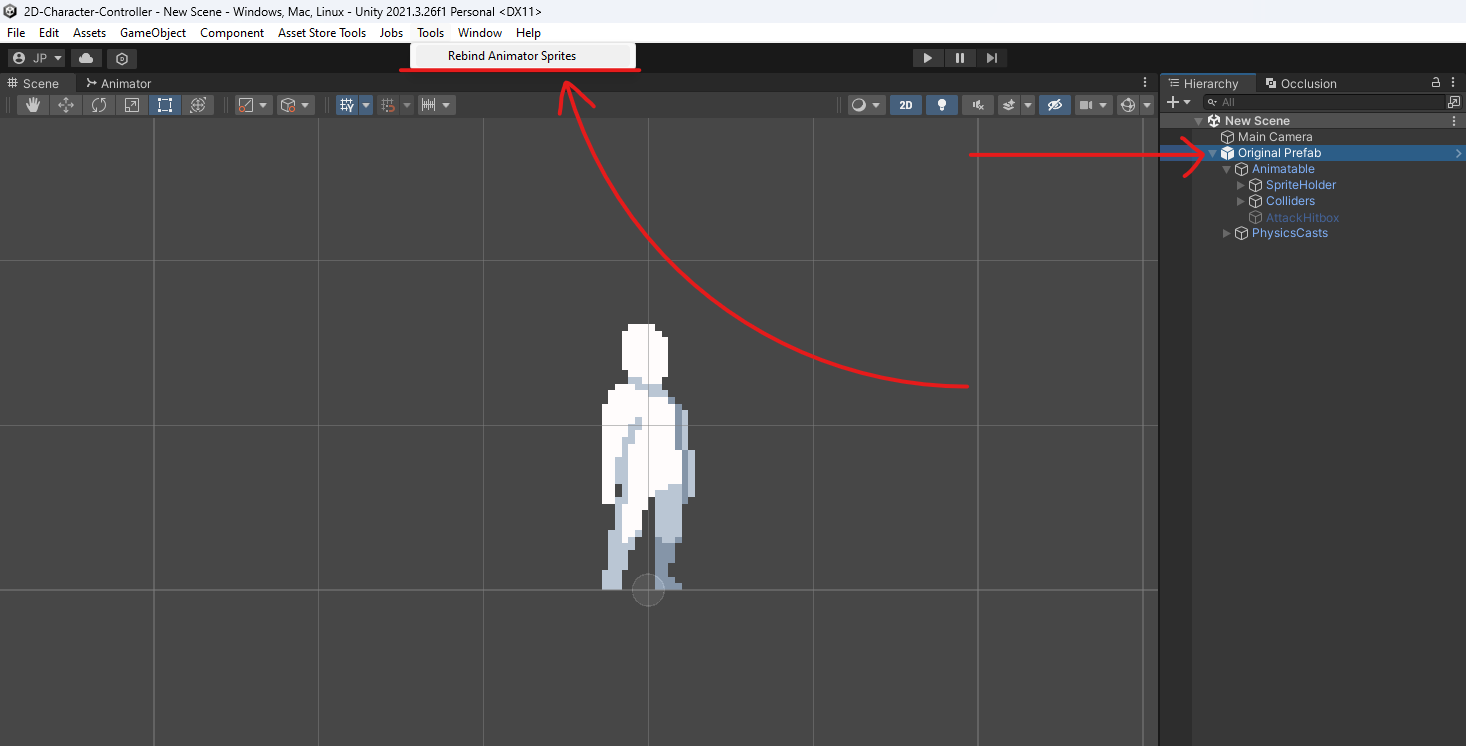 2D-Character-Controller - New Scene - Windows, Mac, Linux - Unity 2021.3.26f1 Personal <DX11>
File Edit Assets GameObject Component Asset Store Tools Jobs Tools Window Help
JP
Rebind Animator Sprites
Scene Animator
2D
Hierarchy Occlusion
All
New Scene
Main Camera
Original Prefab
Animatable
SpriteHolder
Colliders
AttackHitbox
PhysicsCasts